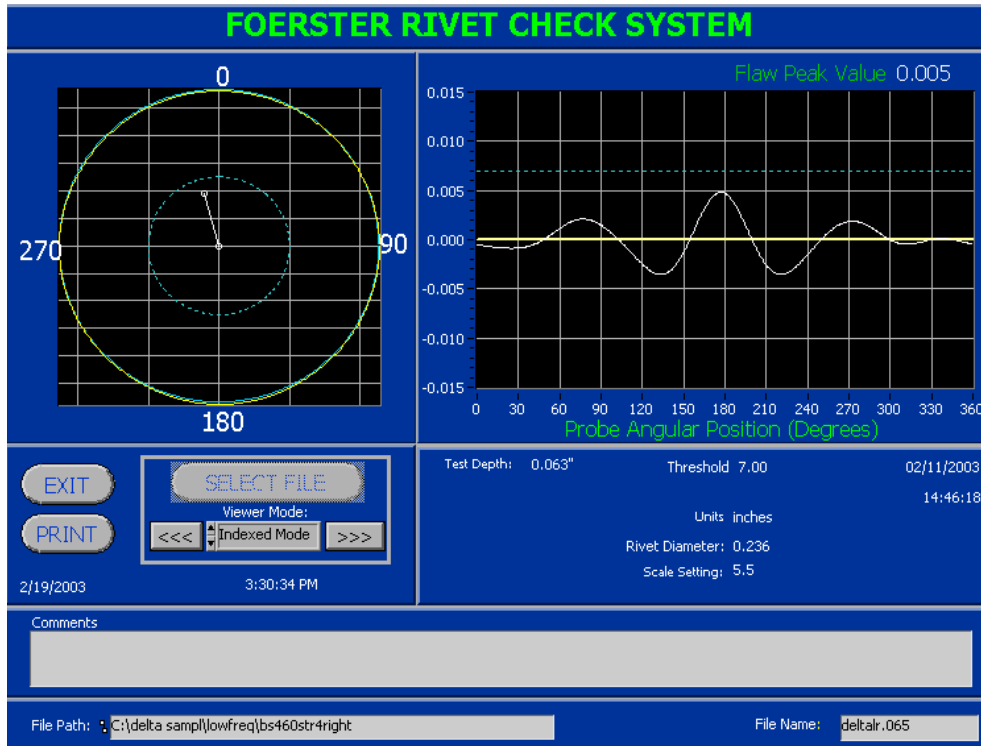 FOERSTER RIVET CHECK SYSTEM
0
270
90
180
Flaw Peak Value 0.005
0.015
0.010
0.005
0.000
-0.005
-0.010
-0.015
0 30 60 90 120 150 180 210 240 270 300 330 360
Probe Angular Position (Degrees)
EXIT
SELECT FILE
PRINT
Viewer Mode:
<<< Indexed Mode >>>
2/19/2003 3:30:34 PM
Test Depth: 0.063" Threshold 7.00 02/11/2003
14:46:18
Units inches
Rivet Diameter: 0.236
Scale Setting: 5.5
Comments
File Path: C:\delta sampl\lowfreq\bs460str4right
File Name: deltalr.065